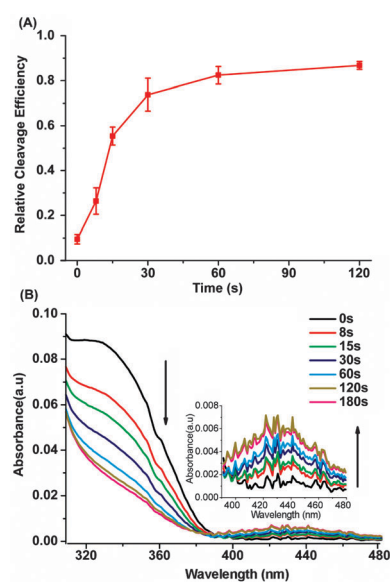 (A)
Relative Cleavage Efficiency
1.0
0.8
0.6
0.4
0.2
0.0
0 30 60 90 120
Time (s)
(B)
Absorbance(a.u)
0.10
0.08
0.06
0.04
0.02
0.00
320 360 400 440 480
Wavelength (nm)
0s
8s
15s
30s
60s
120s
180s
Absorbance(a.u)
0.008
0.006
0.004
0.002
0.000
400 420 440 460 480
Wavelength (nm)